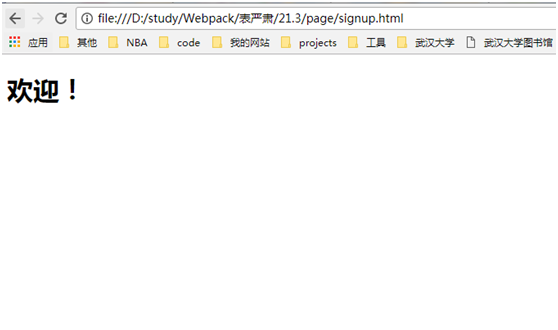 file:///D:/study/Webpack/表严肃/21.3/page/signup.html
应用 其他 NBA code 我的网站 projects 工具 武汉大学 武汉大学图书馆
欢迎！